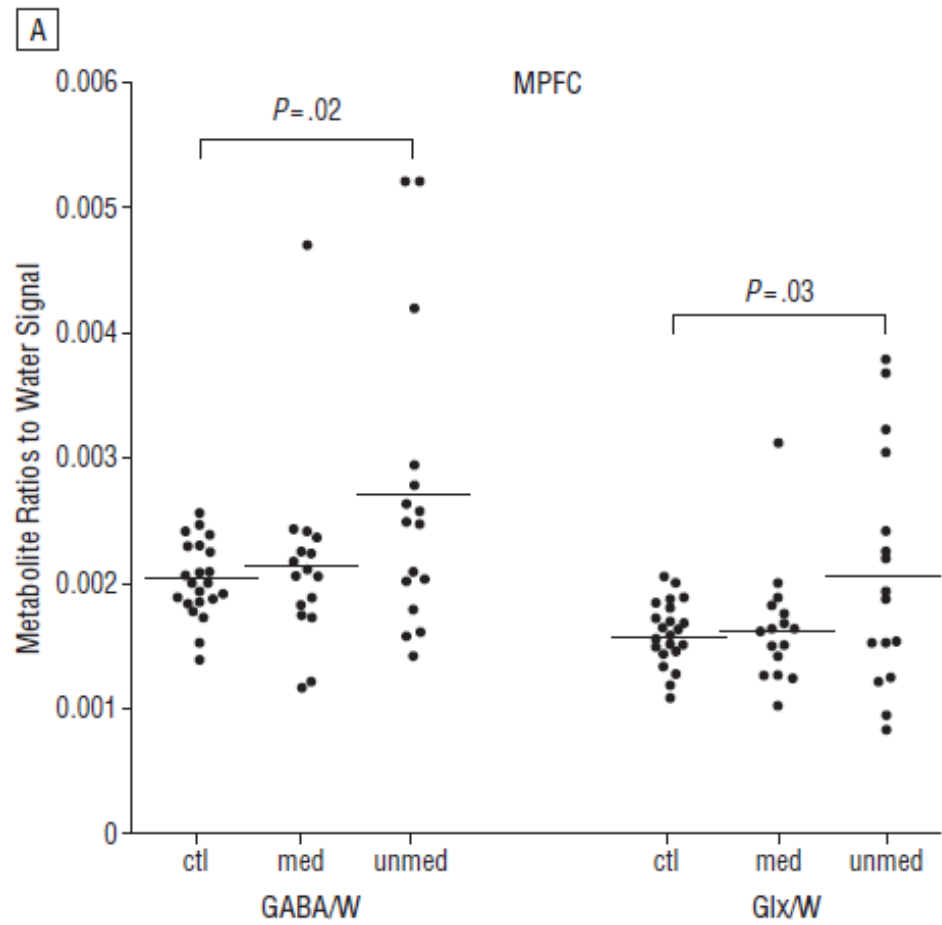 A
MPFC
Metabolite Ratios to Water Signal
0.006
0.005
0.004
0.003
0.002
0.001
0
P=.02
P=.03
ctl med unmed ctl med unmed
GABA/W Glx/W